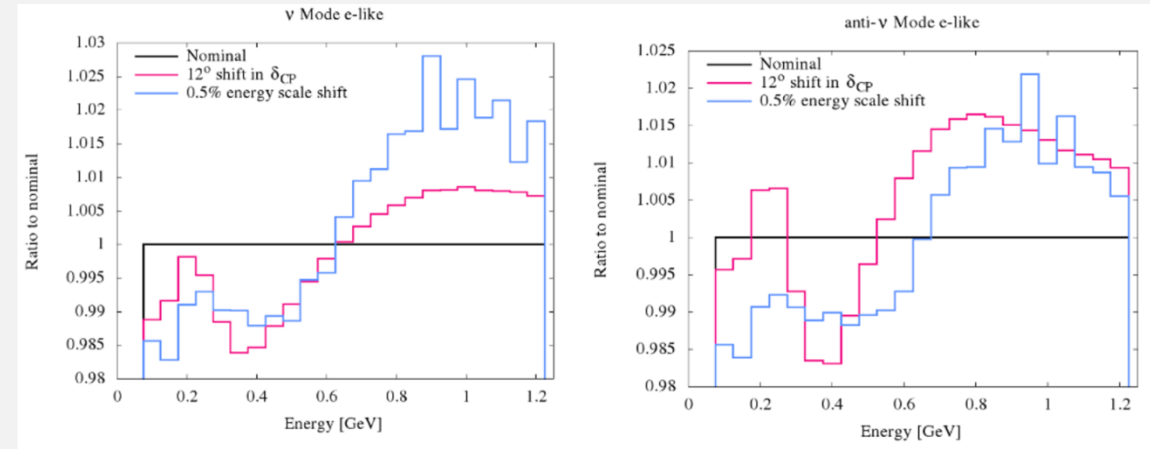 ν Mode e-like
Nominal
12° shift in δCP
0.5% energy scale shift
Ratio to nominal
1.03
1.025
1.02
1.015
1.01
1.005
1
0.995
0.99
0.985
0.98
0 0.2 0.4 0.6 0.8 1 1.2
Energy [GeV]
anti-ν Mode e-like
Nominal
12° shift in δCP
0.5% energy scale shift
Ratio to nominal
1.025
1.02
1.015
1.01
1.005
1
0.995
0.99
0.985
0.98
0 0.2 0.4 0.6 0.8 1 1.2
Energy [GeV]